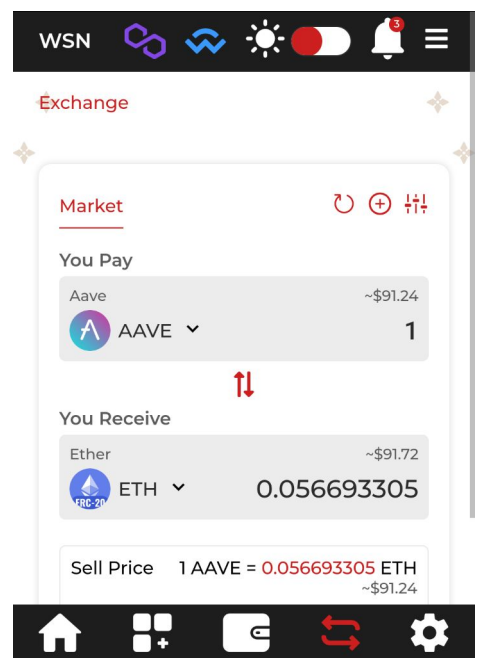 WSN
3
Exchange
Market
You Pay
Aave ~$91.24
AAVE 1
You Receive
Ether ~$91.72
ETH 0.056693305
ERC-20
Sell Price 1 AAVE = 0.056693305 ETH
~$91.24